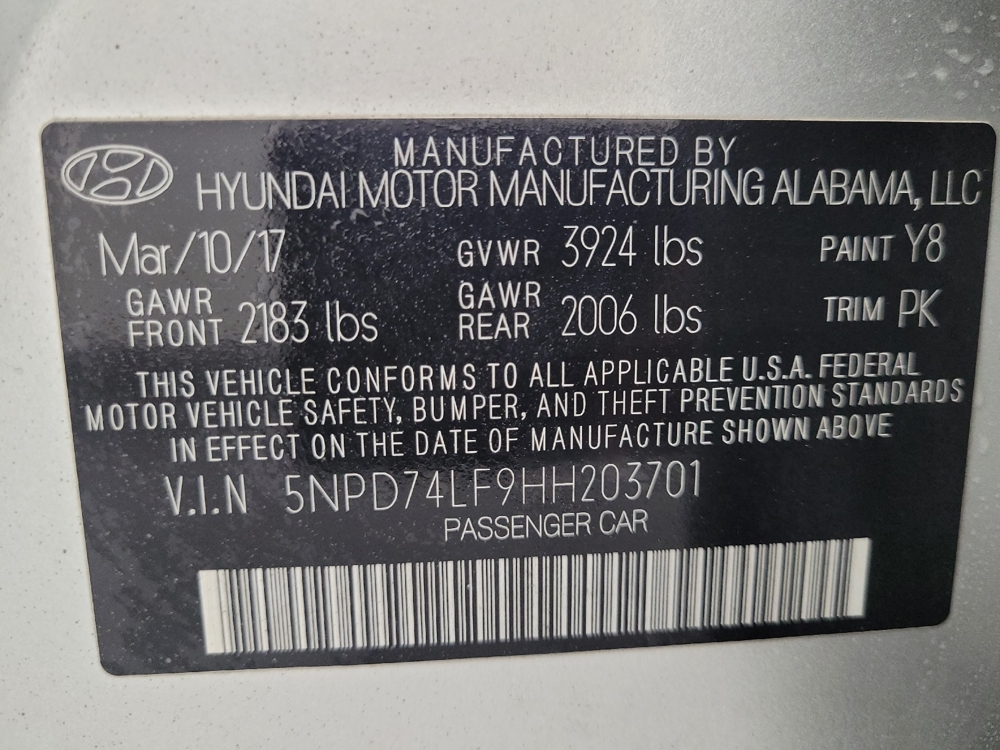 MANUFACTURED BY
HYUNDAI MOTOR MANUFACTURING ALABAMA, LLC
Mar/10/17 GVWR 3924 lbs PAINT Y8
GAWR FRONT 2183 lbs GAWR REAR 2006 lbs TRIM PK
THIS VEHICLE CONFORMS TO ALL APPLICABLE U.S.A. FEDERAL
MOTOR VEHICLE SAFETY, BUMPER, AND THEFT PREVENTION STANDARDS
IN EFFECT ON THE DATE OF MANUFACTURE SHOWN ABOVE
V.I.N 5NPD74LF9HH203701
PASSENGER CAR